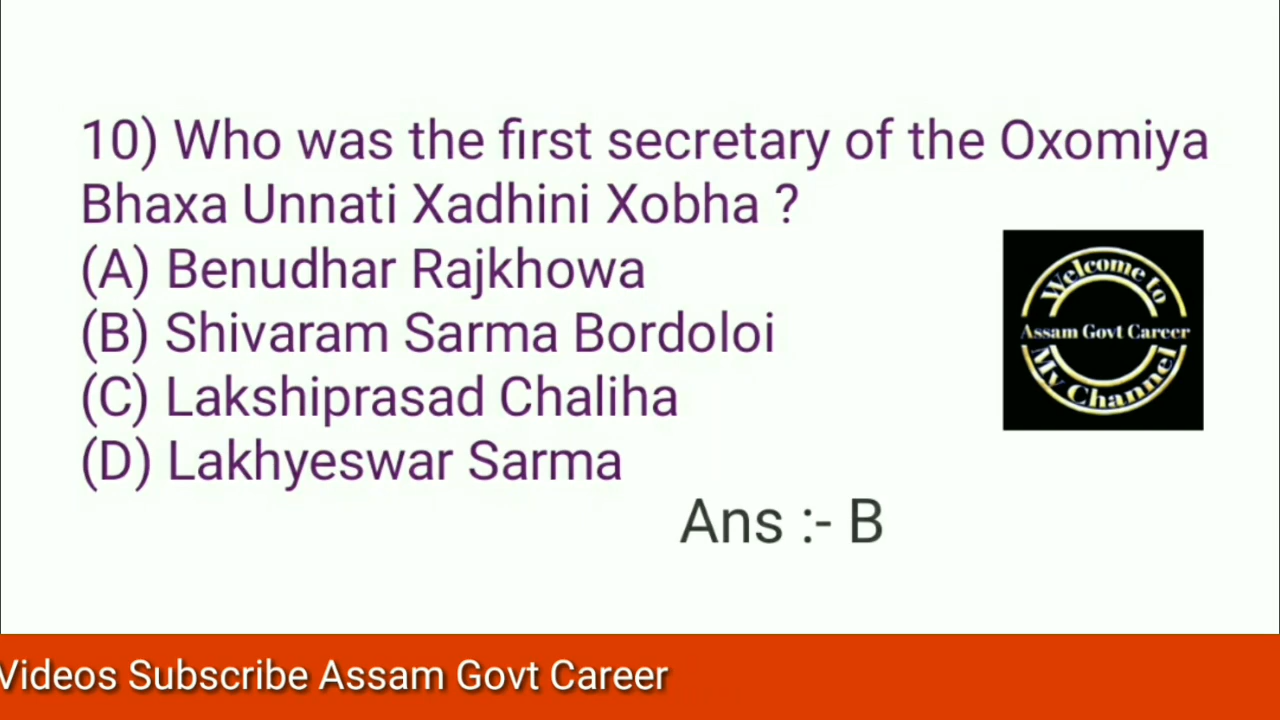 10) Who was the first secretary of the Oxomiya
Bhaxa Unnati Xadhini Xobha ?
(A) Benudhar Rajkhowa
(B) Shivaram Sarma Bordoloi
(C) Lakshiprasad Chaliha
(D) Lakhyeswar Sarma
Ans :- B
Welcome to
Assam Govt Career
My Channel
Videos Subscribe Assam Govt Career